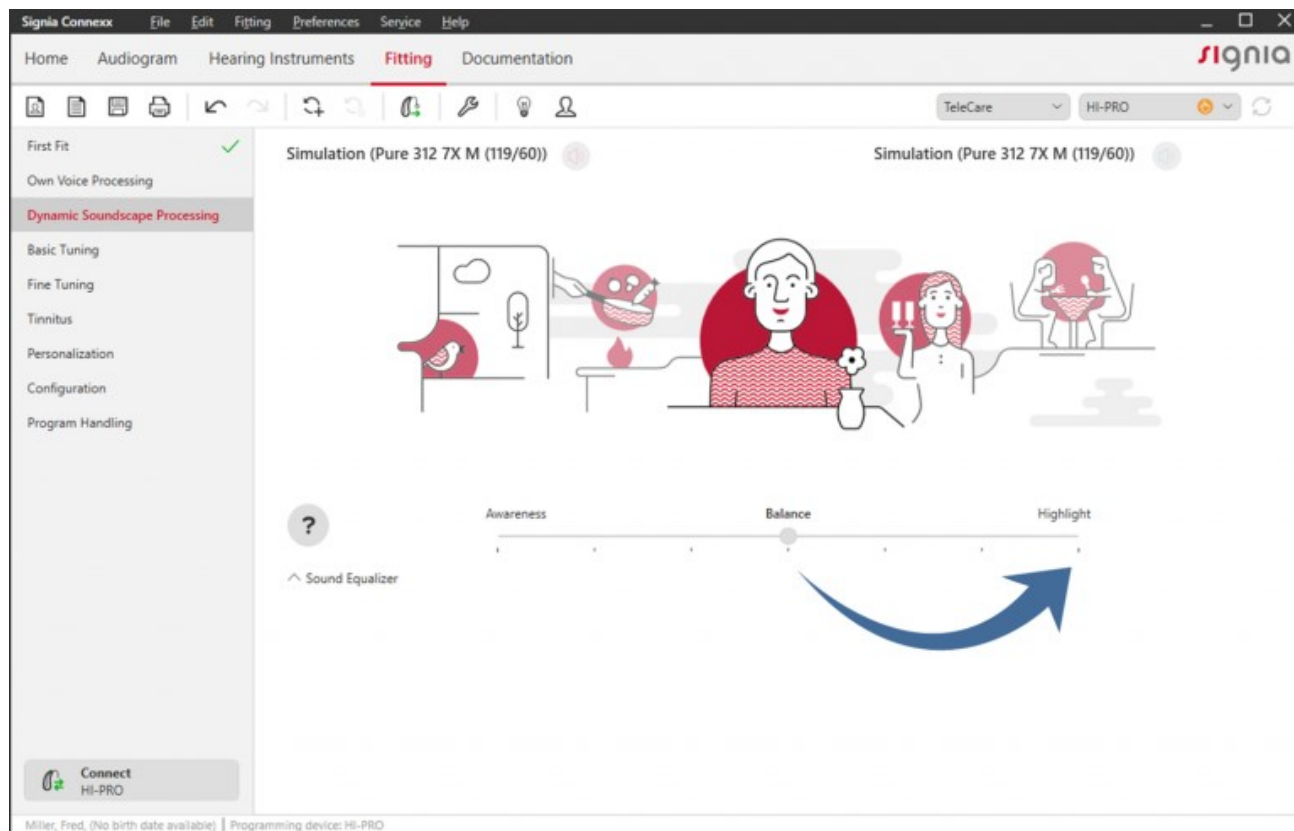 Signia Connexx File Edit Fitting Preferences Service Help
Home Audiogram Hearing Instruments Fitting Documentation
signia
TeleCare HI-PRO
First Fit
Own Voice Processing
Dynamic Soundscape Processing
Basic Tuning
Fine Tuning
Tinnitus
Personalization
Configuration
Program Handling
Simulation (Pure 312 7X M (119/60)) Simulation (Pure 312 7X M (119/60))
?
Awareness Balance Highlight
Sound Equalizer
Connect
HI-PRO
Miller, Fred, (No birth date available) | Programming device: HI-PRO